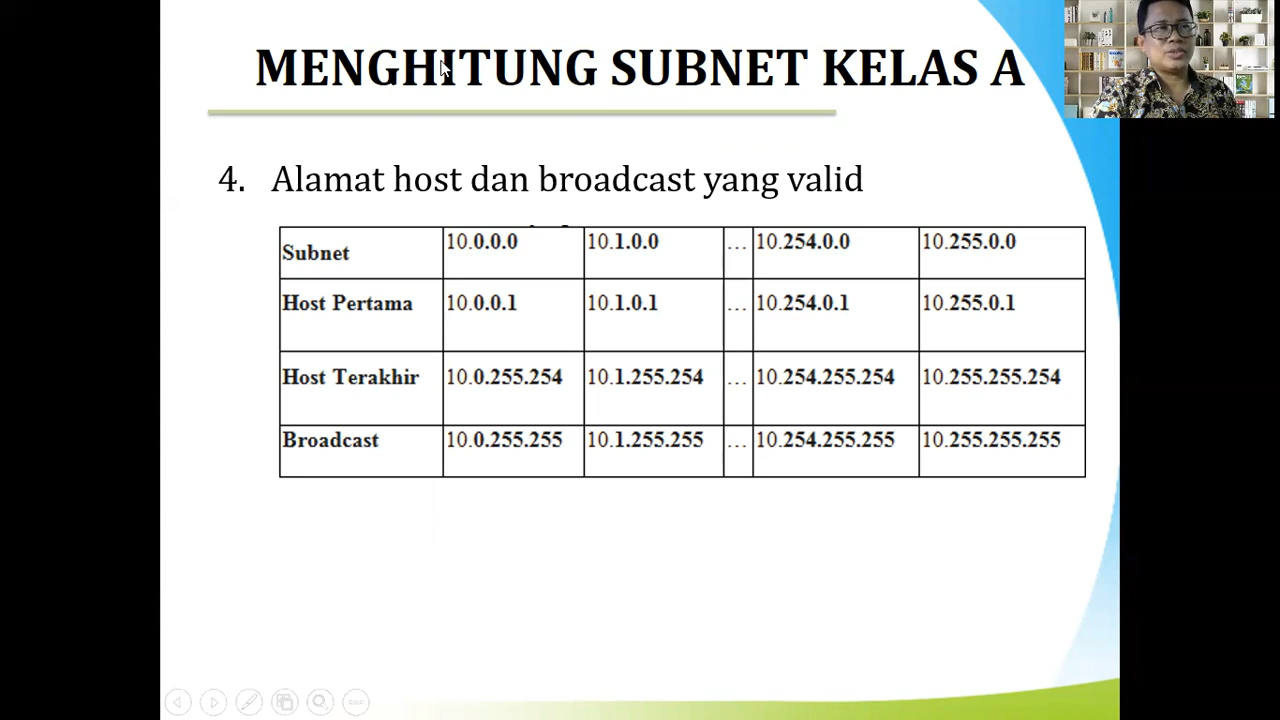 MENGHITUNG SUBNET KELAS A
4. Alamat host dan broadcast yang valid
Subnet 10.0.0.0 10.1.0.0 … 10.254.0.0 10.255.0.0
Host Pertama 10.0.0.1 10.1.0.1 … 10.254.0.1 10.255.0.1
Host Terakhir 10.0.255.254 10.1.255.254 … 10.254.255.254 10.255.255.254
Broadcast 10.0.255.255 10.1.255.255 … 10.254.255.255 10.255.255.255